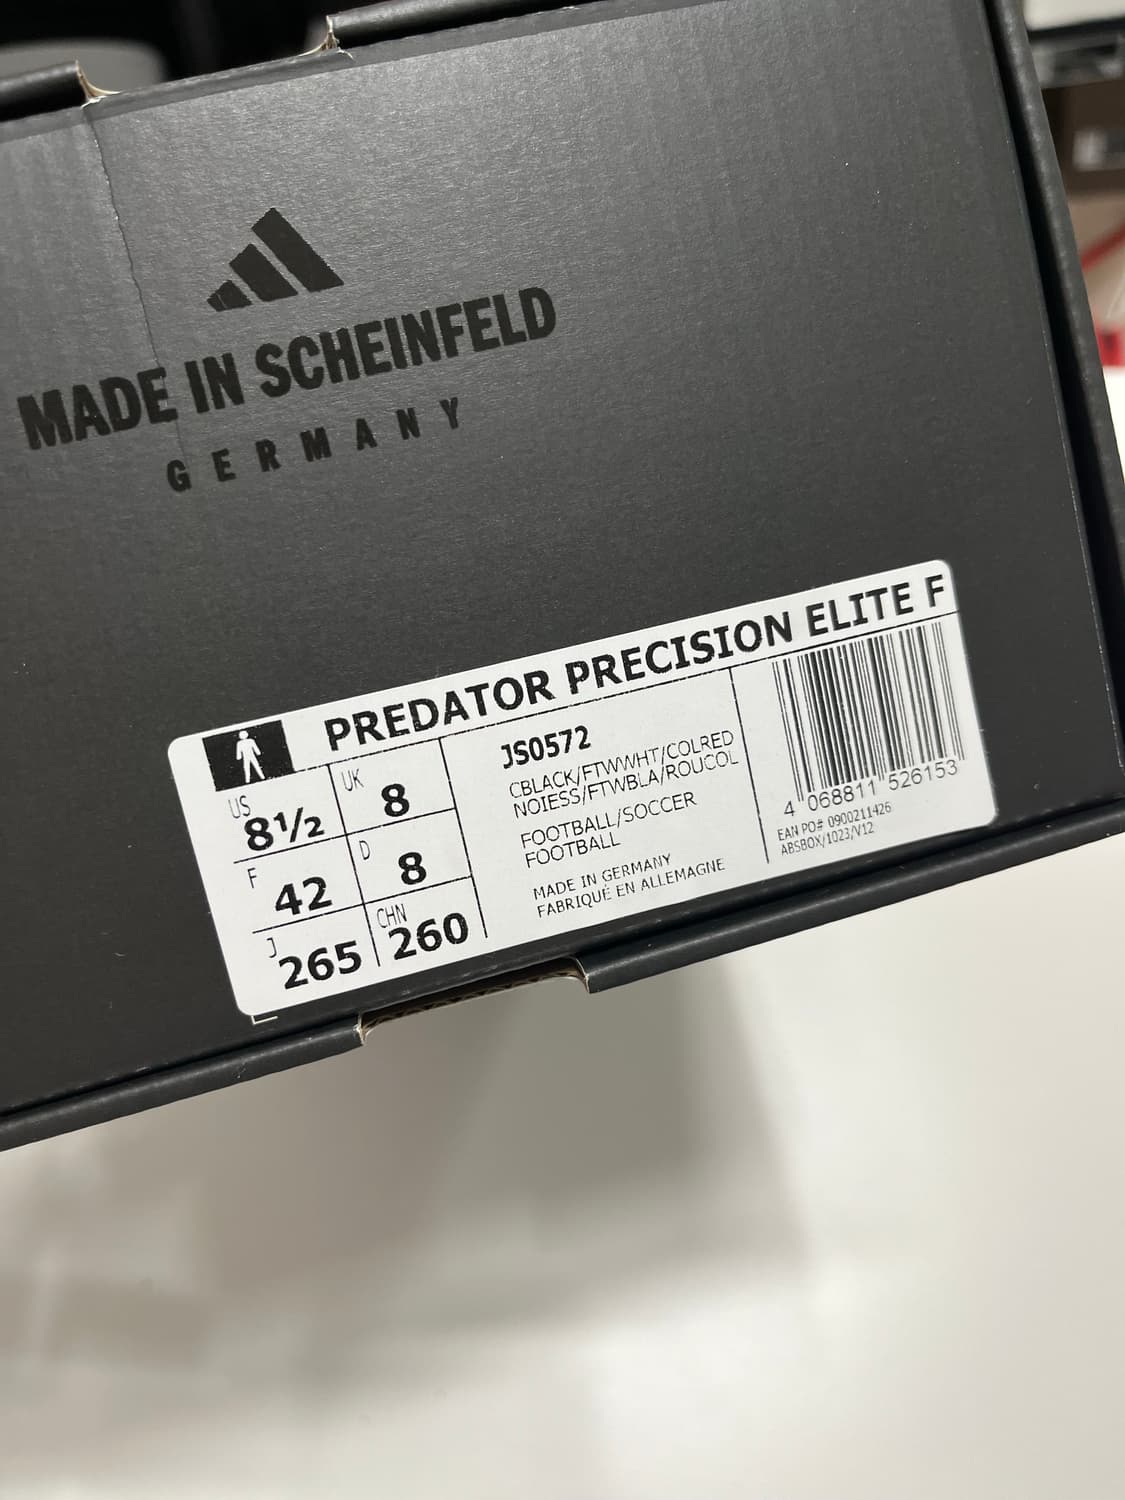 MADE IN SCHEINFELD
GERMANY
PREDATOR PRECISION ELITE F
US 8½
UK 8
F 42
D 8
J 265
CHN 260
JS0572
CBLACK/FTWWHT/COLRED
NOIESS/FTWBLA/ROUCOL
FOOTBALL/SOCCER
FOOTBALL
MADE IN GERMANY
FABRIQUÉ EN ALLEMAGNE
4 068811 526153
EAN PO# 0900211426
ABSBOX/1023/V12